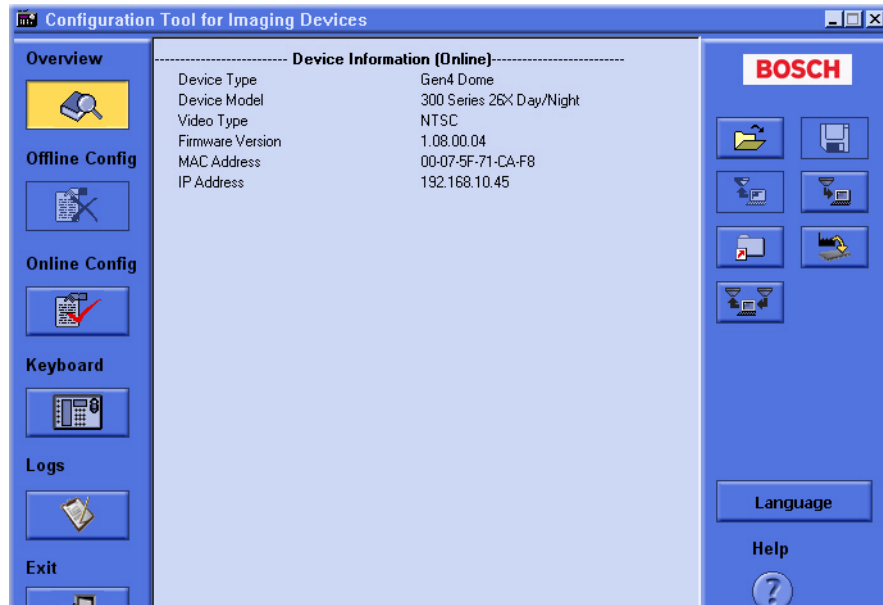 Configuration Tool for Imaging Devices
Overview
Offline Config
Online Config
Keyboard
Logs
Exit
-------------------------- Device Information (Online)--------------------------
Device Type Gen4 Dome
Device Model 300 Series 26X Day/Night
Video Type NTSC
Firmware Version 1.08.00.04
MAC Address 00-07-5F-71-CA-F8
IP Address 192.168.10.45
BOSCH
Language
Help
?